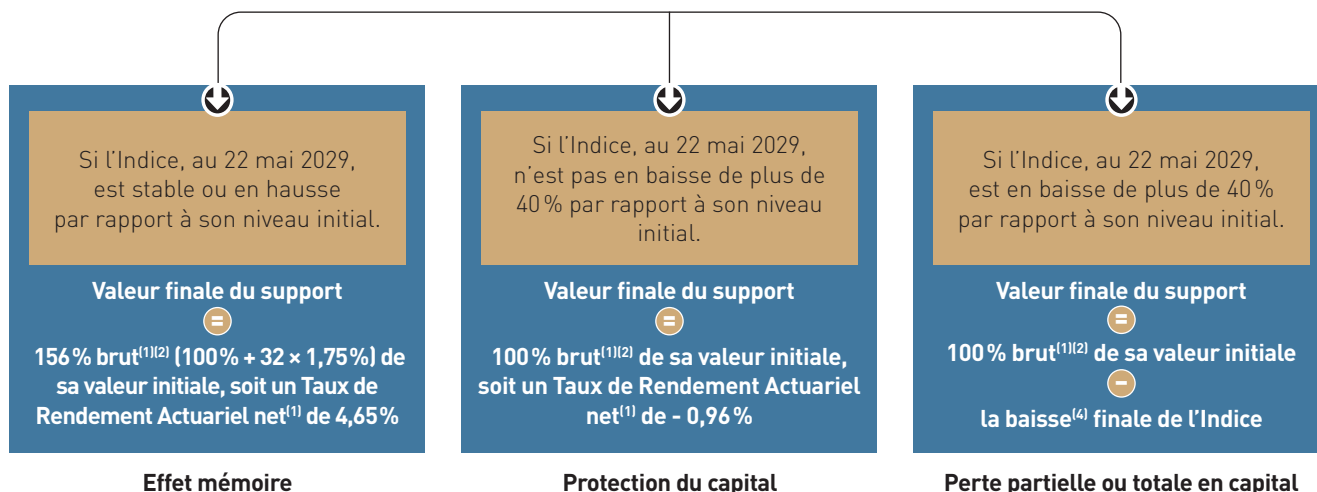 Si l'Indice, au 22 mai 2029,
est stable ou en hausse
par rapport à son niveau initial.
Valeur finale du support
=
156 % brut(1)(2) (100 % + 32 × 1,75 %) de
sa valeur initiale, soit un Taux de
Rendement Actuariel net(1) de 4,65 %
Effet mémoire
Si l'Indice, au 22 mai 2029,
n'est pas en baisse de plus de
40 % par rapport à son niveau
initial.
Valeur finale du support
=
100 % brut(1)(2) de sa valeur initiale,
soit un Taux de Rendement Actuariel
net(1) de - 0,96 %
Protection du capital
Si l'Indice, au 22 mai 2029,
est en baisse de plus de 40 %
par rapport à son niveau initial.
Valeur finale du support
=
100 % brut(1)(2) de sa valeur initiale
-
la baisse(4) finale de l'Indice
Perte partielle ou totale en capital